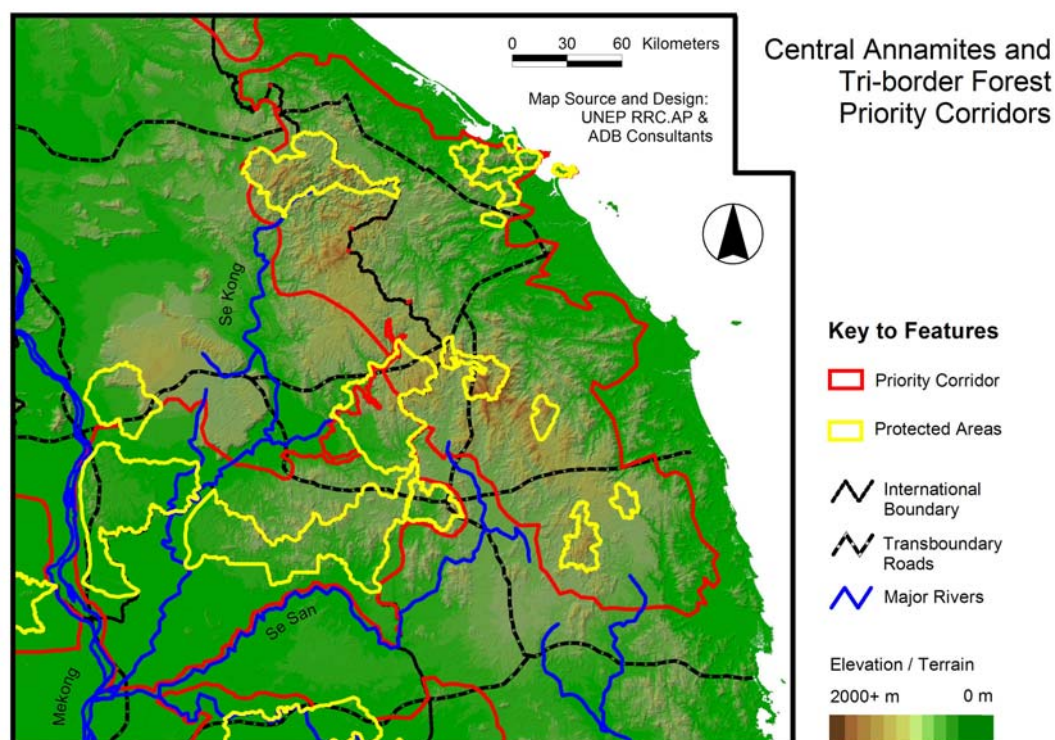 0 30 60 Kilometers
Map Source and Design:
UNEP RRC.AP &
ADB Consultants
Central Annamites and
Tri-border Forest
Priority Corridors
Se Kong
Se San
Mekong
Key to Features
Priority Corridor
Protected Areas
International
Boundary
Transboundary
Roads
Major Rivers
Elevation / Terrain
2000+ m 0 m